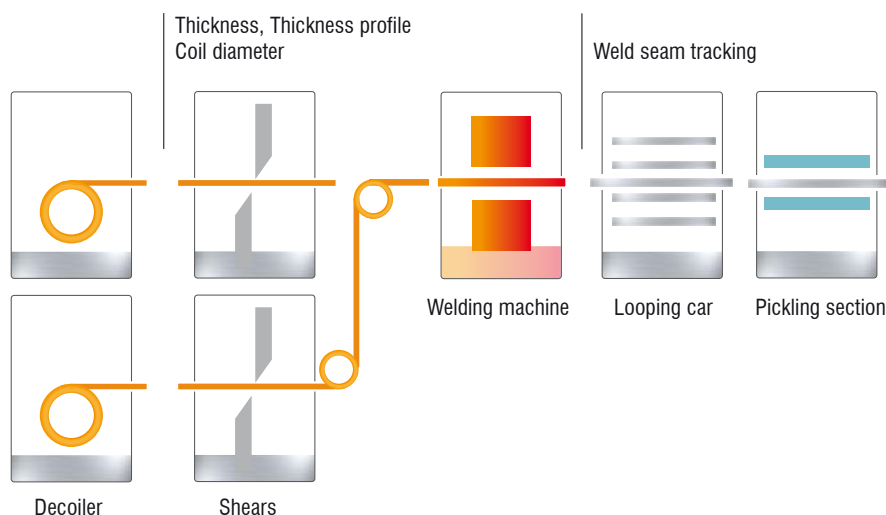 Thickness, Thickness profile
Coil diameter
Weld seam tracking
Welding machine
Looping car
Pickling section
Decoiler
Shears